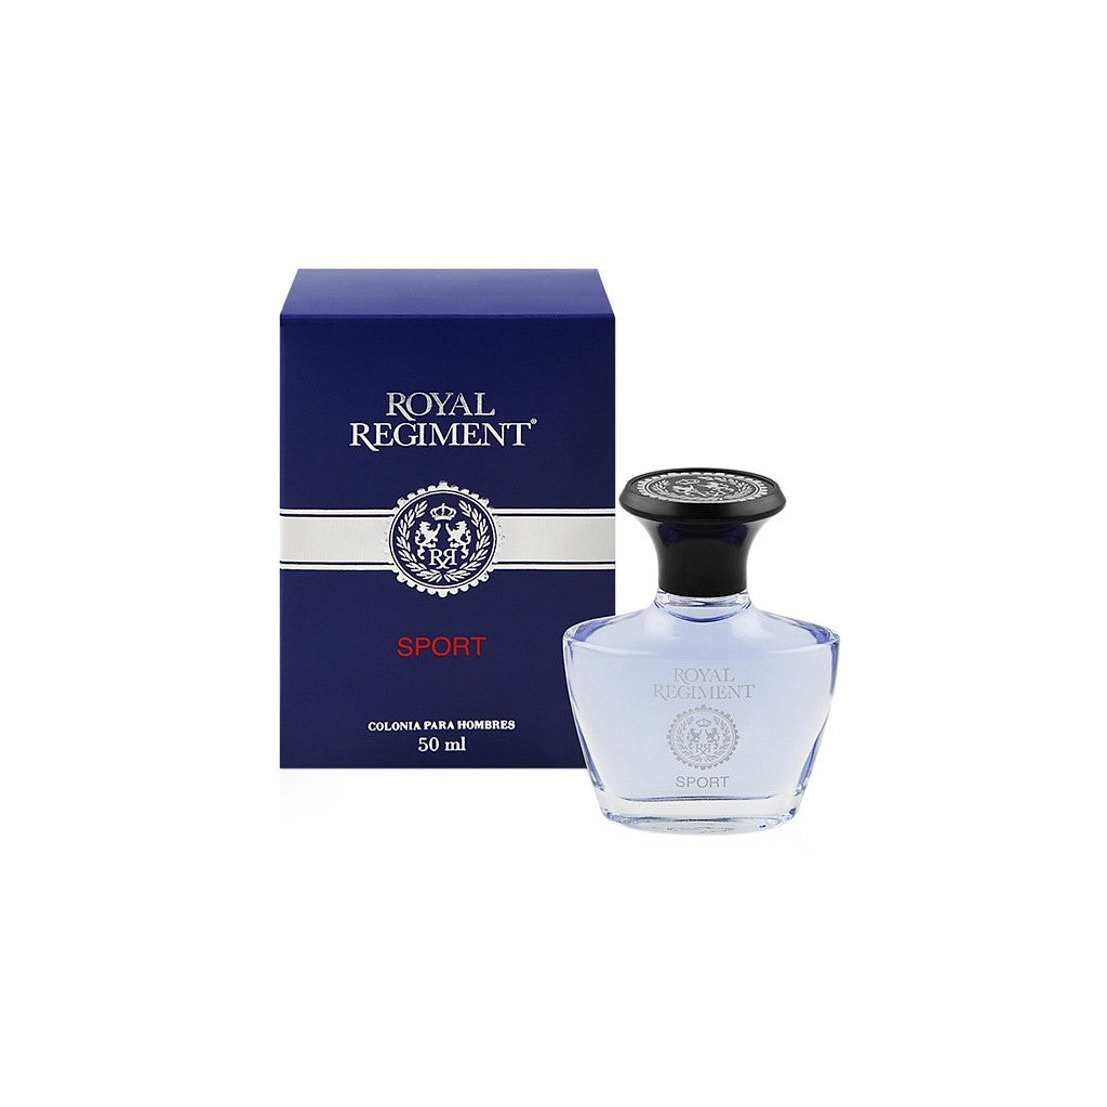 ROYAL
REGIMENT®
RR
SPORT
COLONIA PARA HOMBRES
50 ml
ROYAL
REGIMENT
RR
SPORT